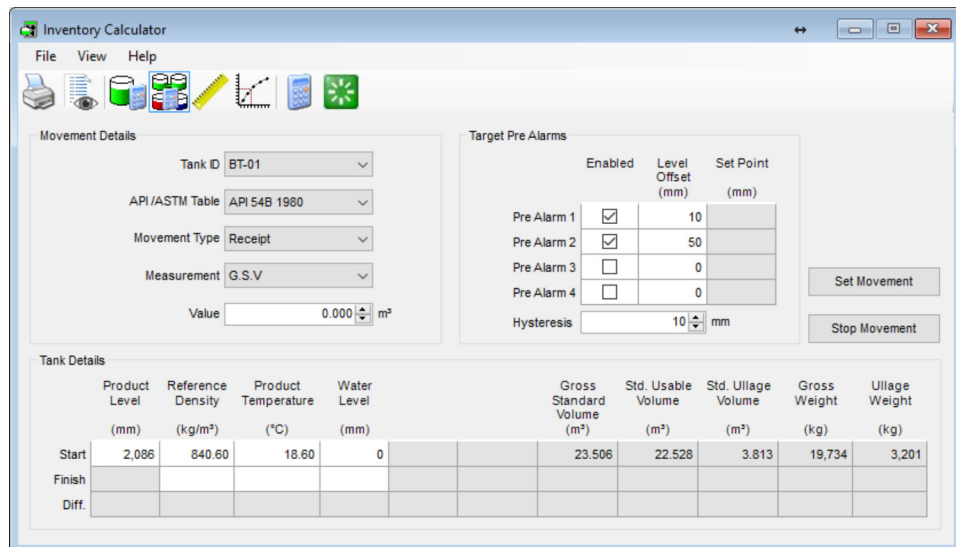 Inventory Calculator
File View Help
Movement Details
Tank ID BT-01
API/ASTM Table API 54B 1980
Movement Type Receipt
Measurement G.S.V
Value 0.000 m³
Target Pre Alarms
Enabled Level Offset (mm) Set Point (mm)
Pre Alarm 1 10
Pre Alarm 2 50
Pre Alarm 3 0
Pre Alarm 4 0
Hysteresis 10 mm
Set Movement
Stop Movement
Tank Details
Product Level (mm) Reference Density (kg/m³) Product Temperature (°C) Water Level (mm) Gross Standard Volume (m³) Std. Usable Volume (m³) Std. Ullage Volume (m³) Gross Weight (kg) Ullage Weight (kg)
Start 2,086 840.60 18.60 0 23.506 22.528 3.813 19,734 3,201
Finish
Diff.